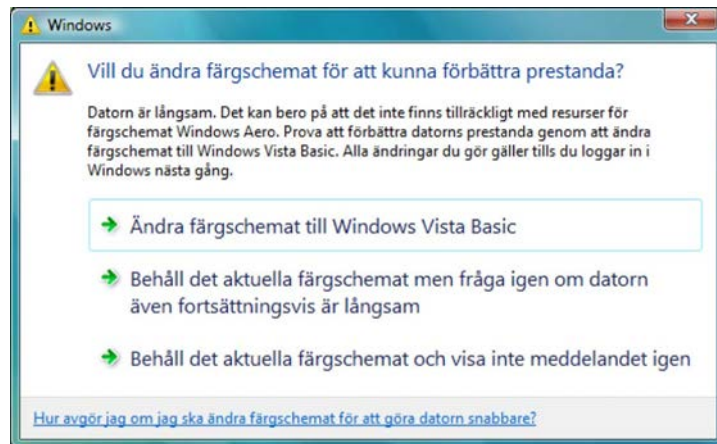 Windows
Vill du ändra färgschemat för att kunna förbättra prestanda?
Datorn är långsam. Det kan bero på att det inte finns tillräckligt med resurser för
färgschemat Windows Aero. Prova att förbättra datorns prestanda genom att ändra
färgschemat till Windows Vista Basic. Alla ändringar du gör gäller tills du loggar in i
Windows nästa gång.
Ändra färgschemat till Windows Vista Basic
Behåll det aktuella färgschemat men fråga igen om datorn
även fortsättningsvis är långsam
Behåll det aktuella färgschemat och visa inte meddelandet igen
Hur avgör jag om jag ska ändra färgschemat för att göra datorn snabbare?